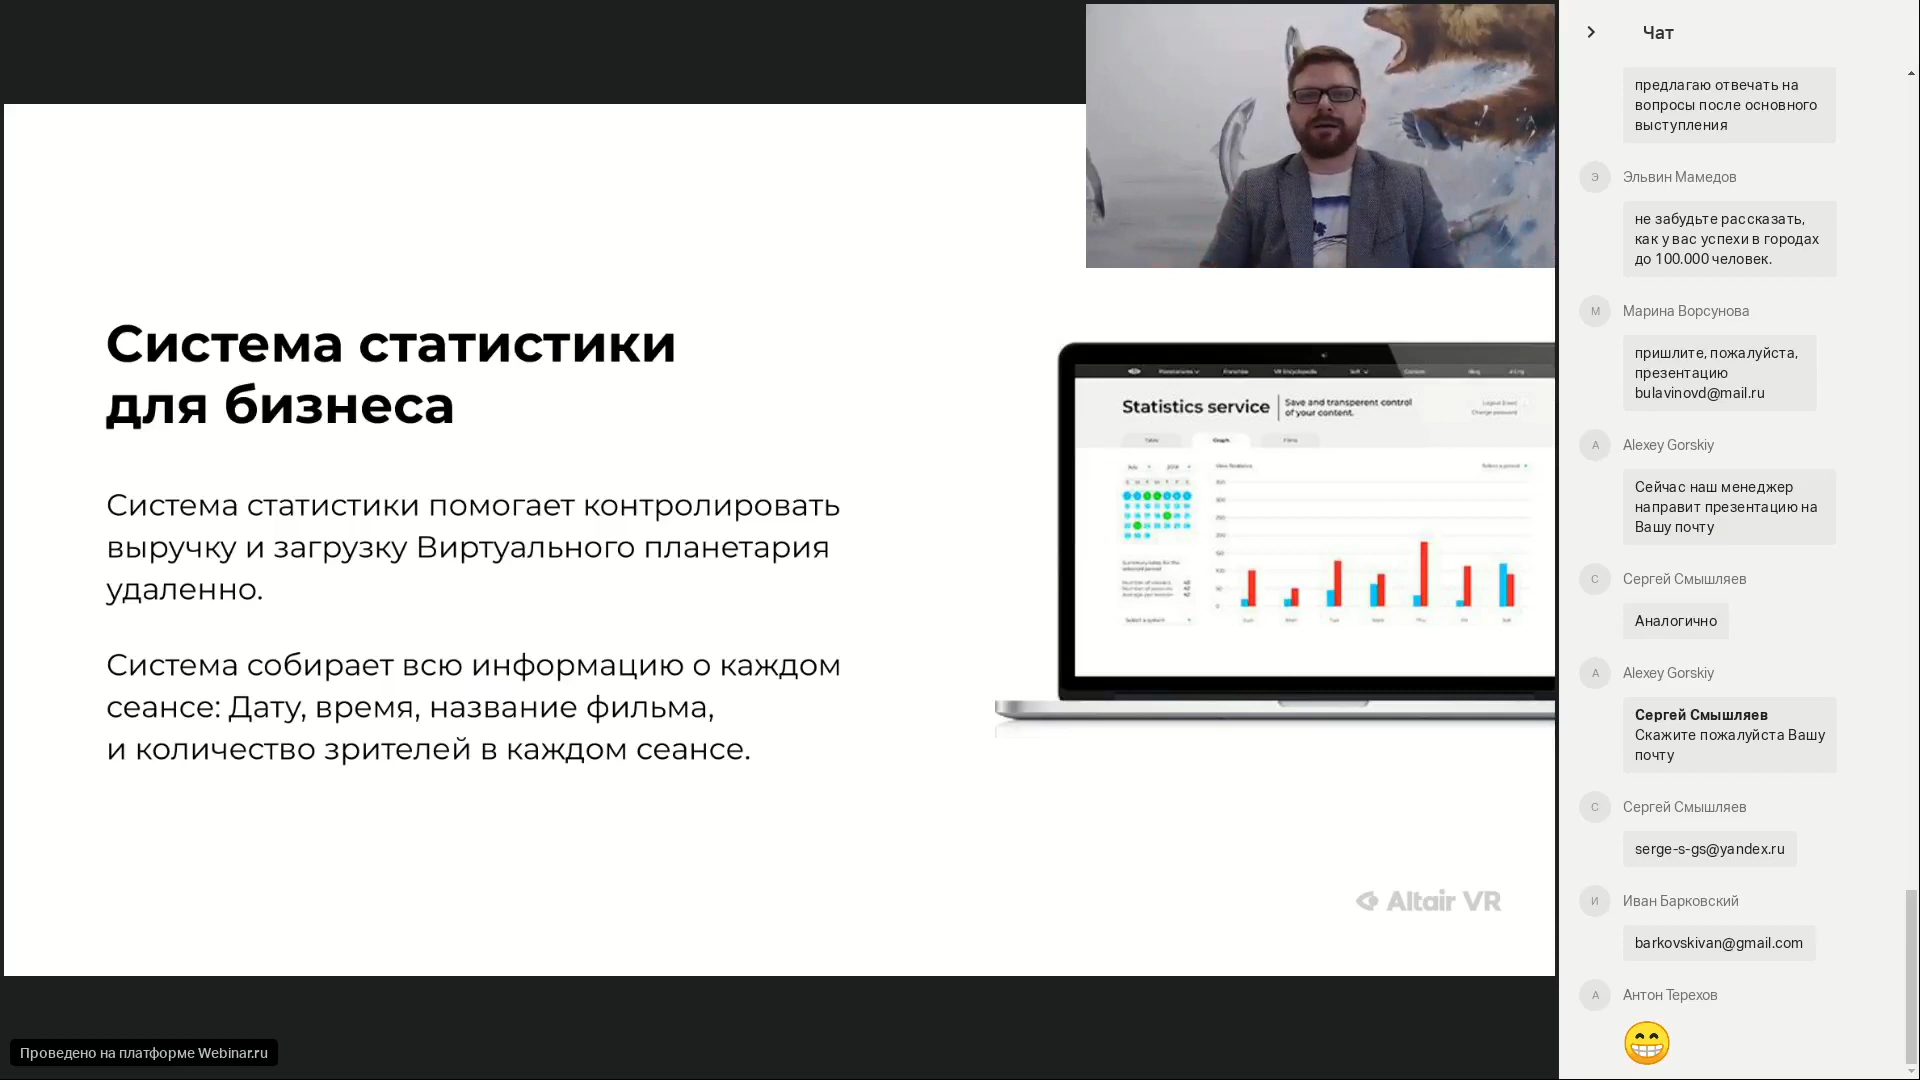 Система статистики
для бизнеса
Система статистики помогает контролировать
выручку и загрузку Виртуального планетария
удаленно.
Система собирает всю информацию о каждом
сеансе: Дату, время, название фильма,
и количество зрителей в каждом сеансе.
Statistics service
Save and transparent control
of your content.
Altair VR
Проведено на платформе Webinar.ru
Чат
предлагаю отвечать на
вопросы после основного
выступления
Э
Эльвин Мамедов
не забудьте рассказать,
как у вас успехи в городах
до 100.000 человек.
М
Марина Ворсунова
пришлите, пожалуйста,
презентацию
bulavinovd@mail.ru
A
Alexey Gorskiy
Сейчас наш менеджер
направит презентацию на
Вашу почту
С
Сергей Смышляев
Аналогично
A
Alexey Gorskiy
Сергей Смышляев
Скажите пожалуйста Вашу
почту
С
Сергей Смышляев
serge-s-gs@yandex.ru
И
Иван Барковский
barkovskivan@gmail.com
А
Антон Терехов